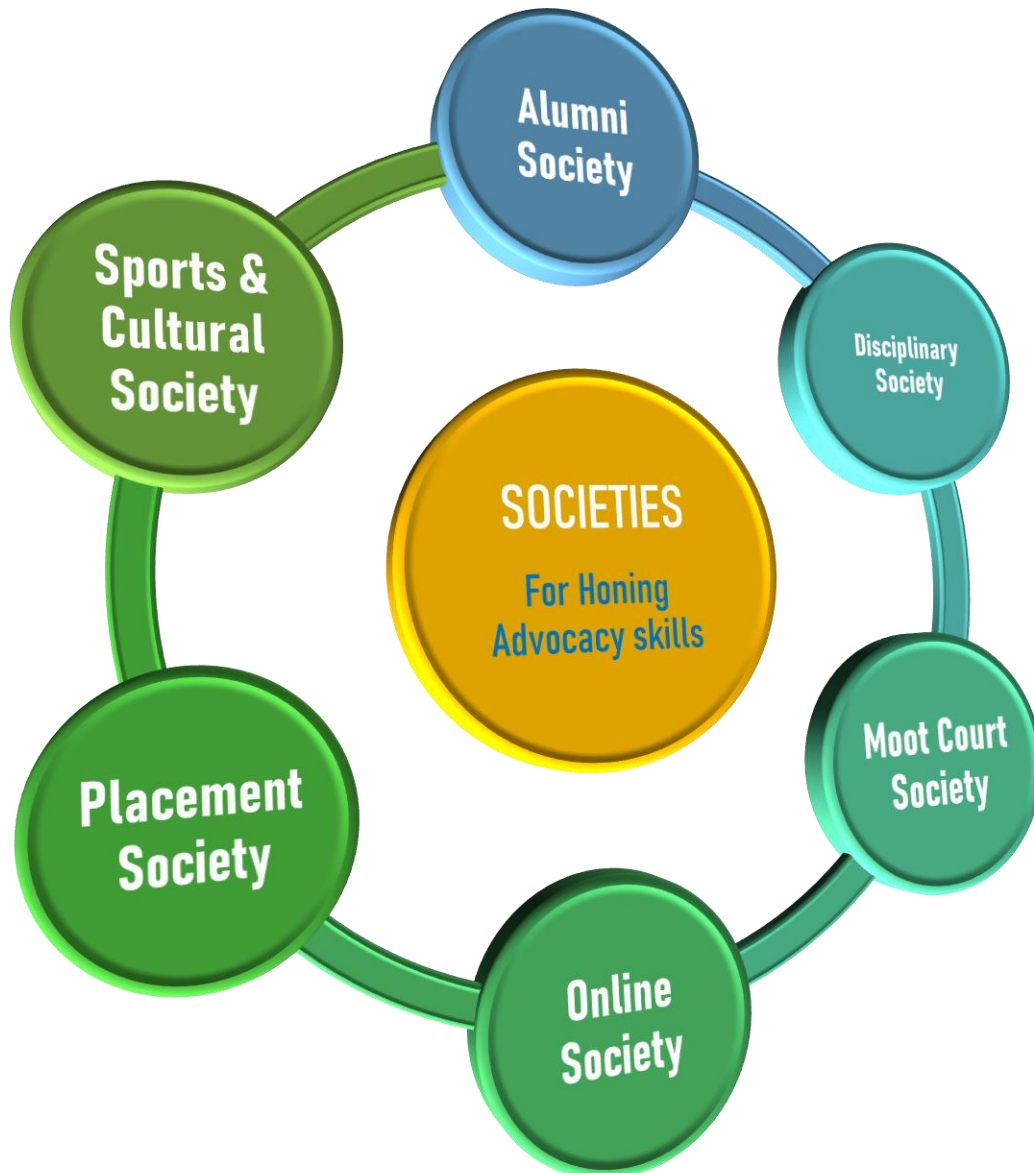 Alumni
Society
Disciplinary
Society
Moot Court
Society
Online
Society
Placement
Society
Sports &
Cultural
Society
SOCIETIES
For Honing
Advocacy skills